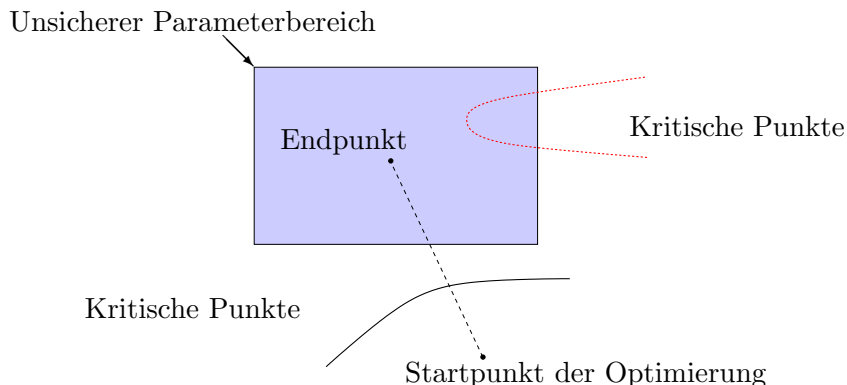 Unsicherer Parameterbereich
Endpunkt
Kritische Punkte
Kritische Punkte
Startpunkt der Optimierung